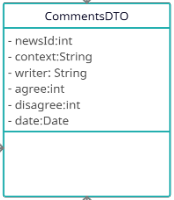 CommentsDTO
- newsId:int
- context:String
- writer: String
- agree:int
- disagree:int
- date:Date